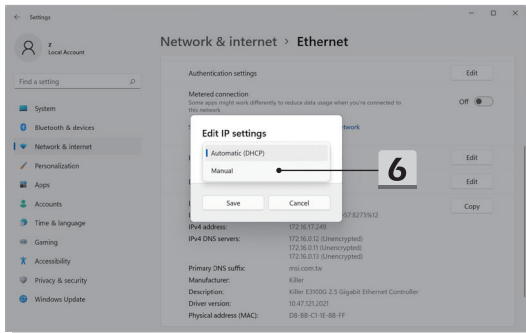 Settings
z
Local Account
Find a setting
System
Bluetooth & devices
Network & internet
Personalization
Apps
Accounts
Time & language
Gaming
Accessibility
Privacy & security
Windows Update
Network & internet > Ethernet
Authentication settings
Edit
Metered connection
Some apps might work differently to reduce data usage when you're connected to
this network
Off
Edit IP settings
Automatic (DHCP)
Manual
Save
Cancel
6
Edit
Edit
Copy
IPv4 address: 172.16.17.249
IPv4 DNS servers: 172.16.0.12 (Unencrypted)
172.16.0.11 (Unencrypted)
172.16.0.13 (Unencrypted)
Primary DNS suffix: msi.com.tw
Manufacturer: Killer
Description: Killer E3100G 2.5 Gigabit Ethernet Controller
Driver version: 10.47.121.2021
Physical address (MAC): D8-BB-C1-1E-8B-FF